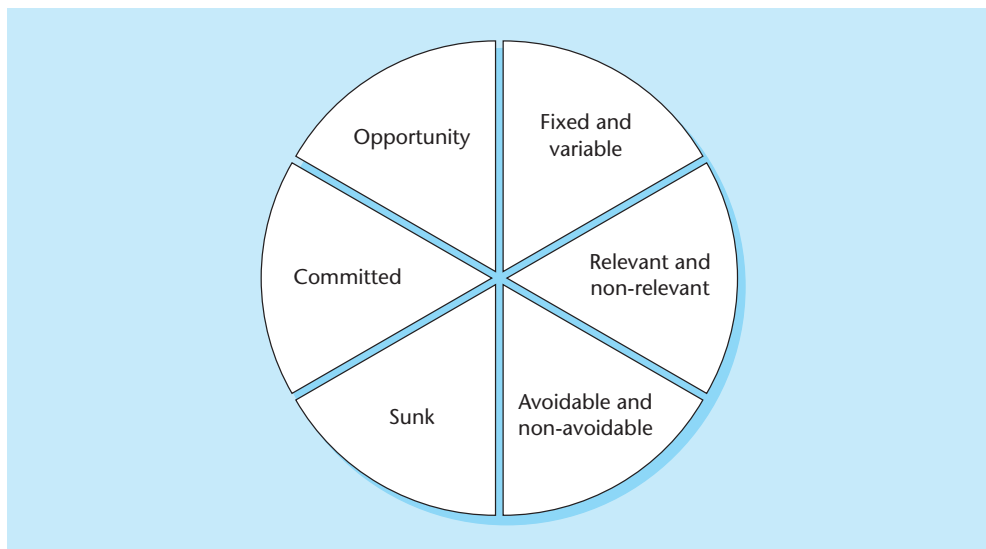 Opportunity
Fixed and
variable
Committed
Relevant and
non-relevant
Sunk
Avoidable and
non-avoidable